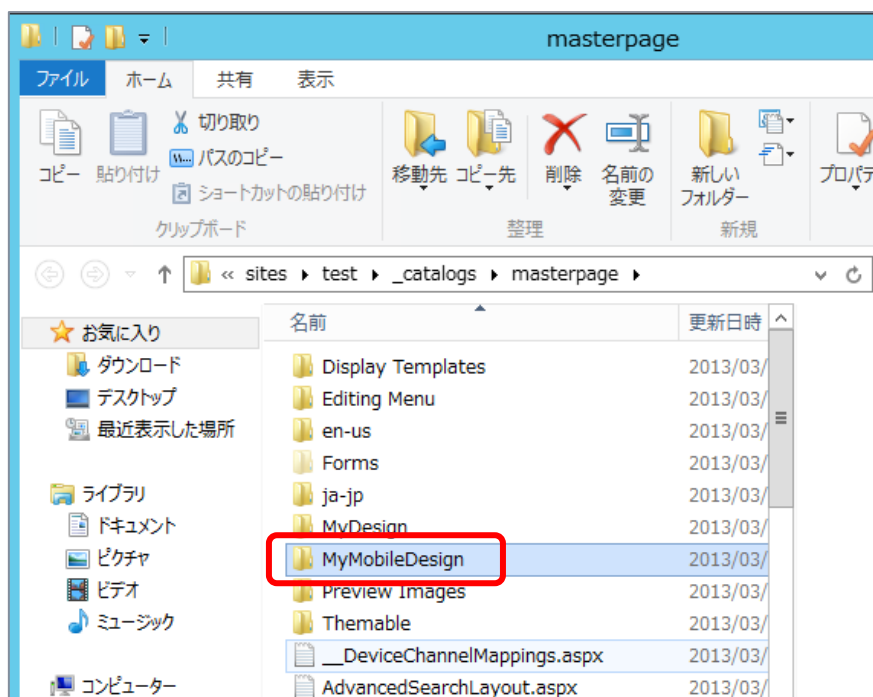 masterpage
ファイル ホーム 共有 表示
コピー 貼り付け 切り取り
パスのコピー
ショートカットの貼り付け
移動先 コピー先 削除 名前の変更
新しいフォルダー
クリップボード 整理 新規
« sites ▸ test ▸ _catalogs ▸ masterpage ▸
名前 更新日時
お気に入り
ダウンロード
デスクトップ
最近表示した場所
ライブラリ
ドキュメント
ピクチャ
ビデオ
ミュージック
コンピューター
Display Templates 2013/03/
Editing Menu 2013/03/
en-us 2013/03/
Forms 2013/03/
ja-jp 2013/03/
MyDesign 2013/03/
MyMobileDesign 2013/03/
Preview Images 2013/03/
Themable 2013/03/
__DeviceChannelMappings.aspx 2013/03/
AdvancedSearchLayout.aspx 2013/03/